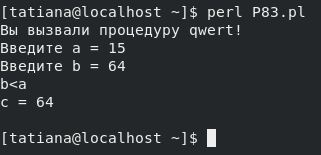 [tatiana@localhost ~]$ perl P83.pl
Вы вызвали процедуру qwert!
Введите a = 15
Введите b = 64
b<a
c = 64
[tatiana@localhost ~]$